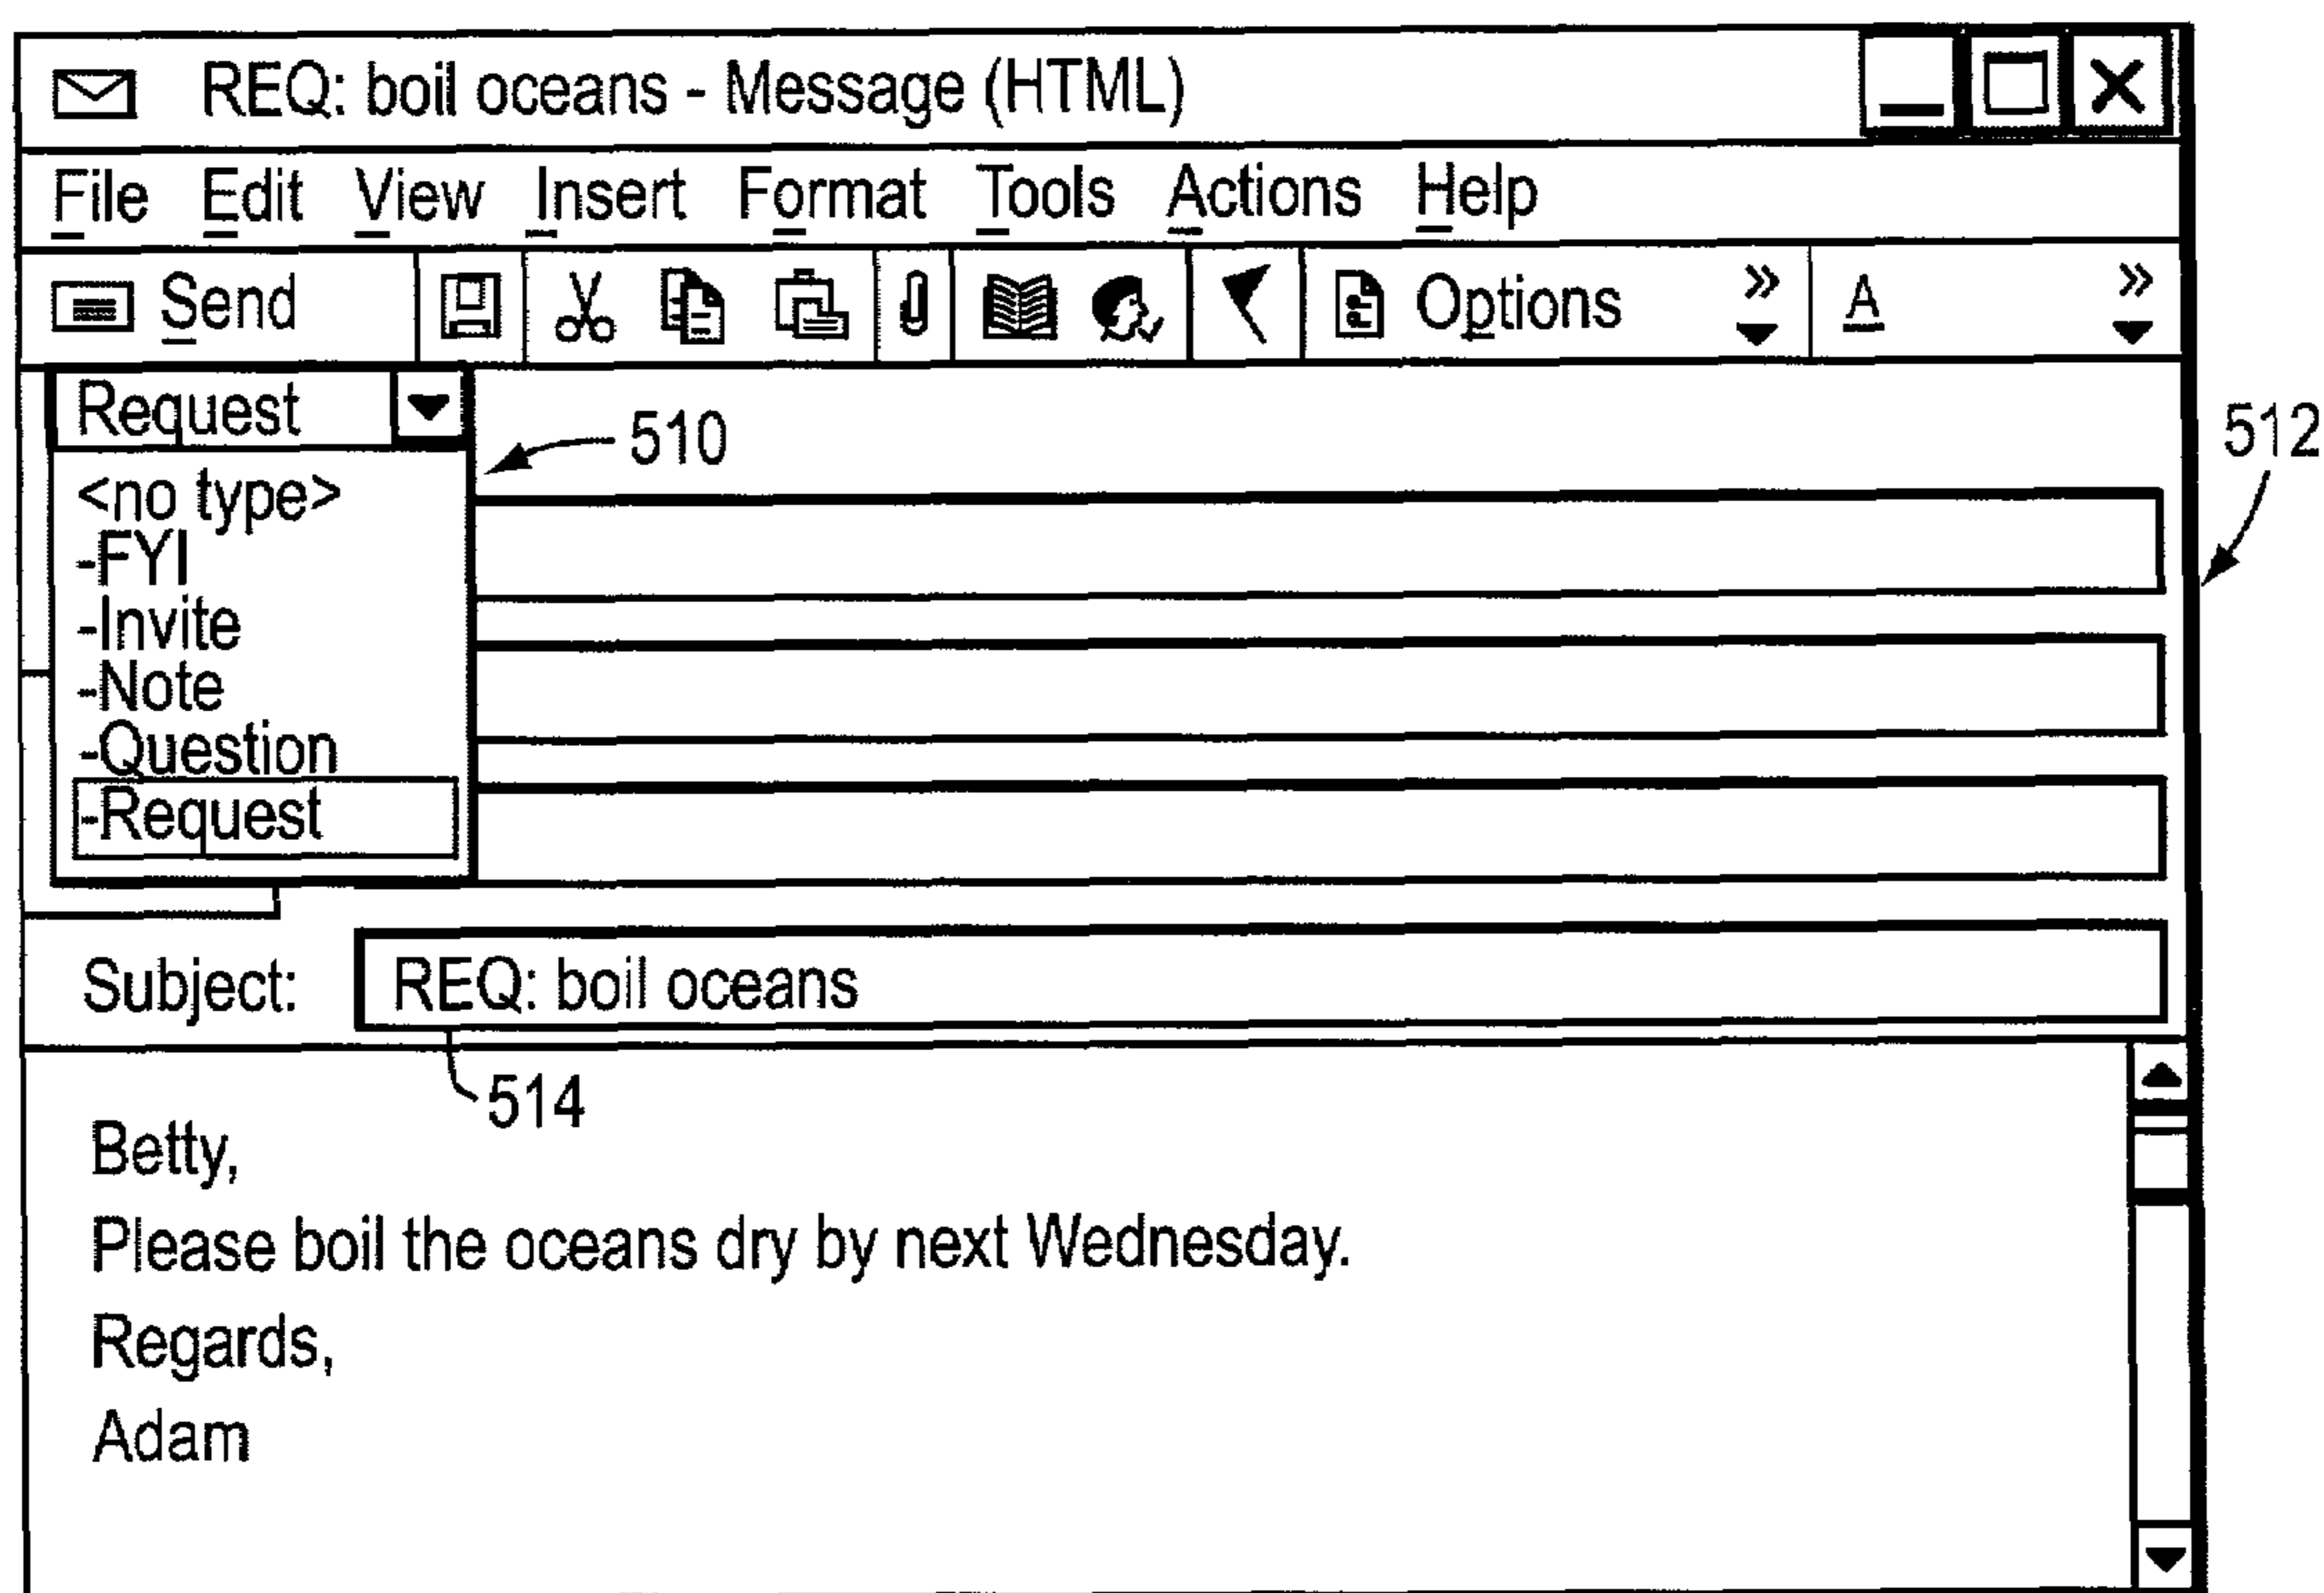 REQ: boil oceans - Message (HTML)
File Edit View Insert Format Tools Actions Help
Send Options » A »
Request
510
512
<no type>
-FYI
-Invite
-Note
-Question
-Request
Subject: REQ: boil oceans
514
Betty,
Please boil the oceans dry by next Wednesday.
Regards,
Adam